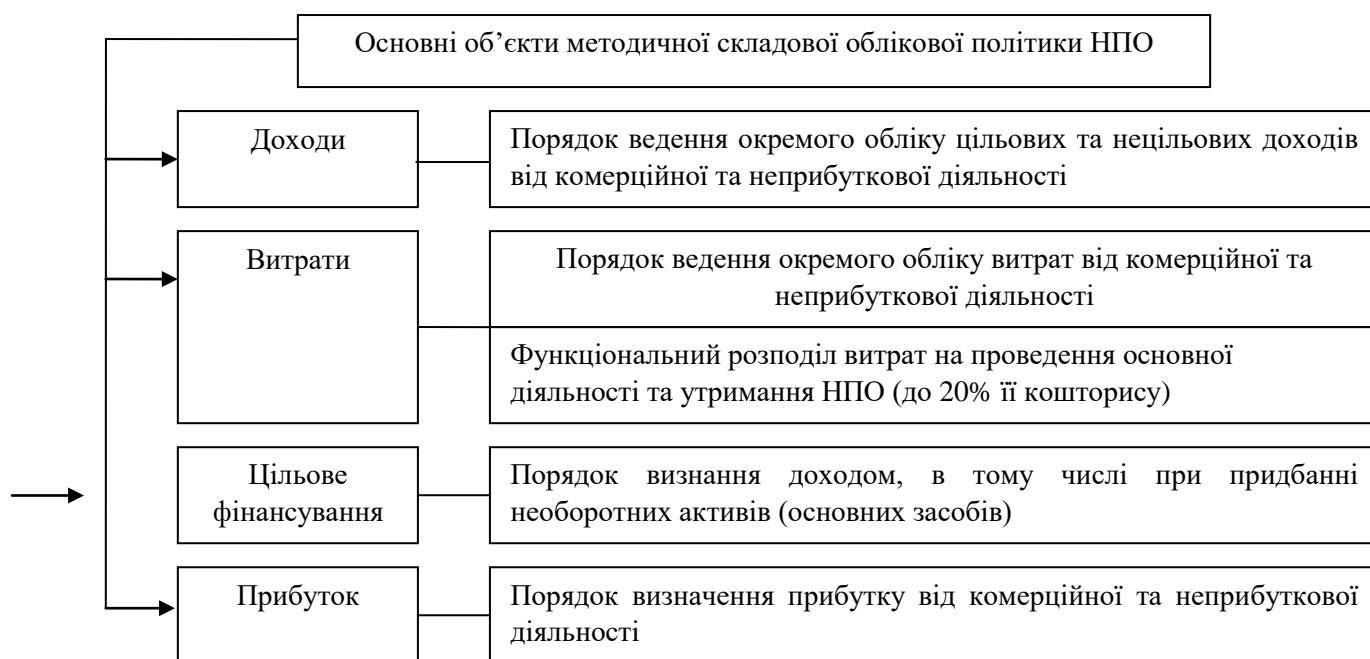 Основні об’єкти методичної складової облікової політики НПО
Доходи
Порядок ведення окремого обліку цільових та нецільових доходів
від комерційної та неприбуткової діяльності
Витрати
Порядок ведення окремого обліку витрат від комерційної та
неприбуткової діяльності
Функціональний розподіл витрат на проведення основної
діяльності та утримання НПО (до 20% її кошторису)
Цільове
фінансування
Порядок визнання доходом, в тому числі при придбанні
необоротних активів (основних засобів)
Прибуток
Порядок визначення прибутку від комерційної та неприбуткової
діяльності